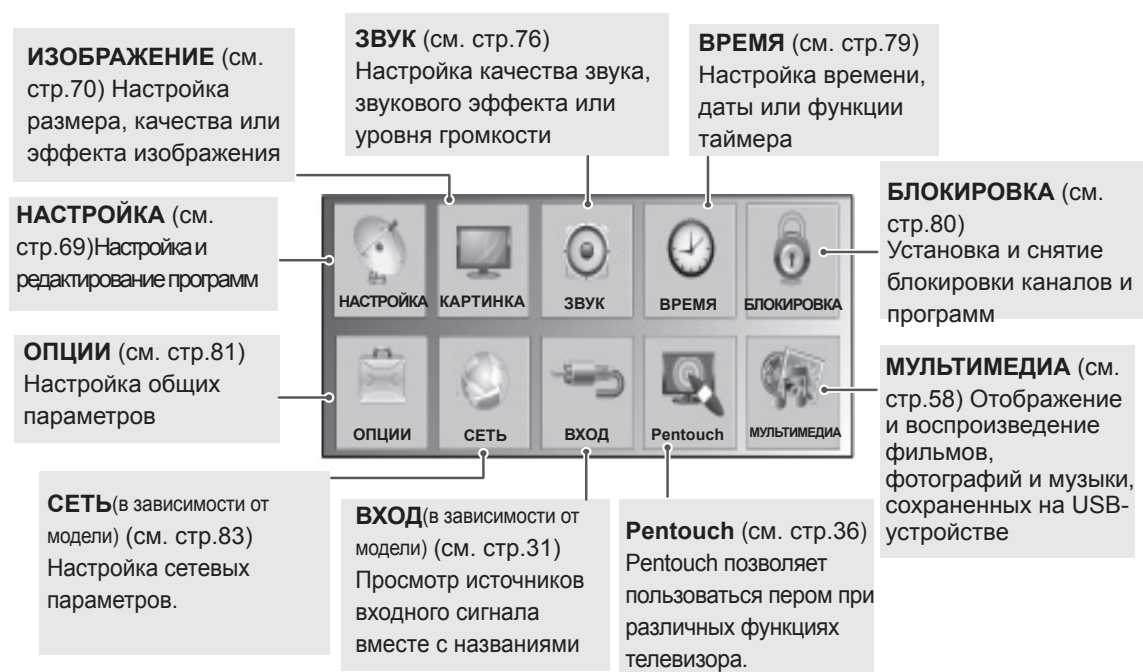 ИЗОБРАЖЕНИЕ (см.
стр.70) Настройка
размера, качества или
эффекта изображения
ЗВУК (см. стр.76)
Настройка качества звука,
звукового эффекта или
уровня громкости
ВРЕМЯ (см. стр.79)
Настройка времени,
даты или функции
таймера
НАСТРОЙКА (см.
стр.69)Настройка и
редактирование программ
БЛОКИРОВКА (см.
стр.80)
Установка и снятие
блокировки каналов и
программ
НАСТРОЙКА
КАРТИНКА
ЗВУК
ВРЕМЯ
БЛОКИРОВКА
ОПЦИИ
СЕТЬ
ВХОД
Pentouch
МУЛЬТИМЕДИА
ОПЦИИ (см. стр.81)
Настройка общих
параметров
МУЛЬТИМЕДИА (см.
стр.58) Отображение
и воспроизведение
фильмов,
фотографий и музыки,
сохраненных на USB-
устройстве
СЕТЬ(в зависимости от
модели) (см. стр.83)
Настройка сетевых
параметров.
ВХОД(в зависимости от
модели) (см. стр.31)
Просмотр источников
входного сигнала
вместе с названиями
Pentouch (см. стр.36)
Pentouch позволяет
пользоваться пером при
различных функциях
телевизора.